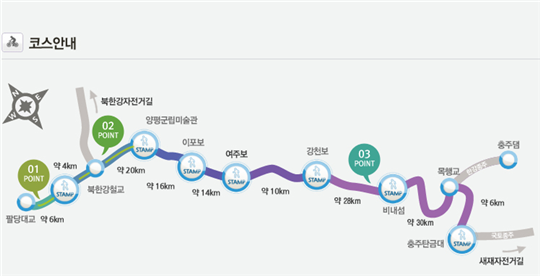 코스안내
N
E
W
S
북한강자전거길
02
POINT
양평군립미술관
STAMP
이포보
STAMP
여주보
강천보
STAMP
03
POINT
충주댐
목행교
01
POINT
약 4km
STAMP
북한강철교
약 20km
약 16km
약 14km
약 10km
약 28km
STAMP
비내섬
약 30km
약 6km
팔당대교
약 6km
STAMP
충주탄금대
국토종주
새재자전거길